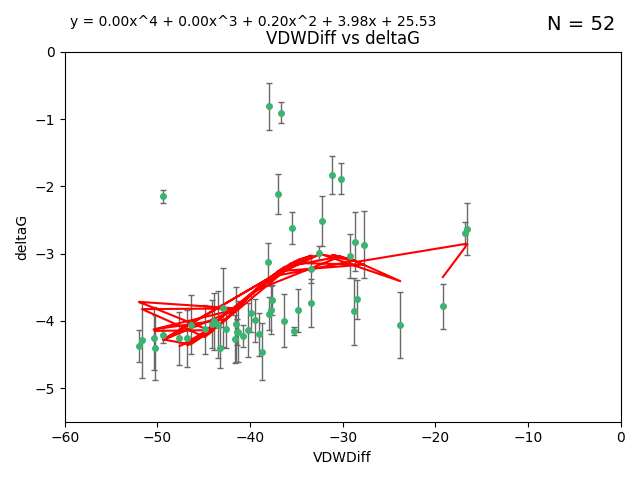 y = 0.00x^4 + 0.00x^3 + 0.20x^2 + 3.98x + 25.53
N = 52
VDWDiff vs deltaG
0
−1
−2
−3
−4
−5
deltaG
−60 −50 −40 −30 −20 −10 0
VDWDiff